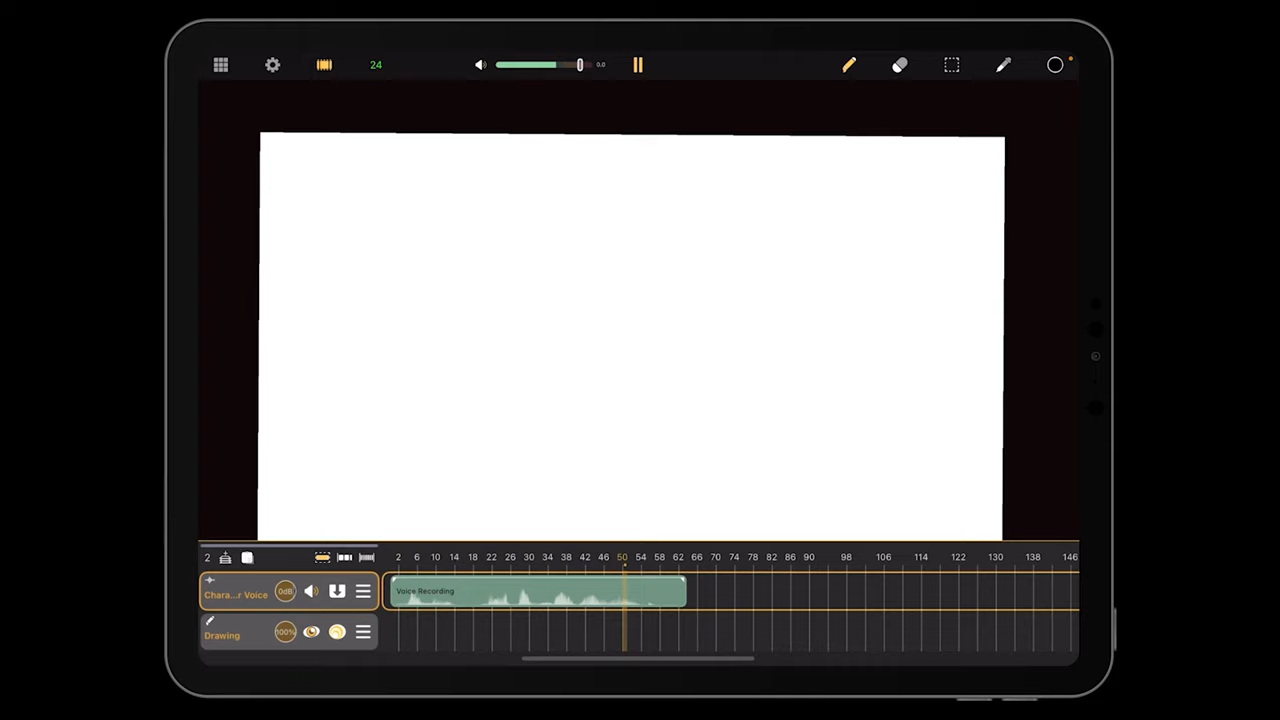 24 0.0
2 2 6 10 14 18 22 26 30 34 38 42 46 50 54 58 62 66 70 74 78 82 86 90 98 106 114 122 130 138 146
Chara...r Voice 0dB Voice Recording
Drawing 100%